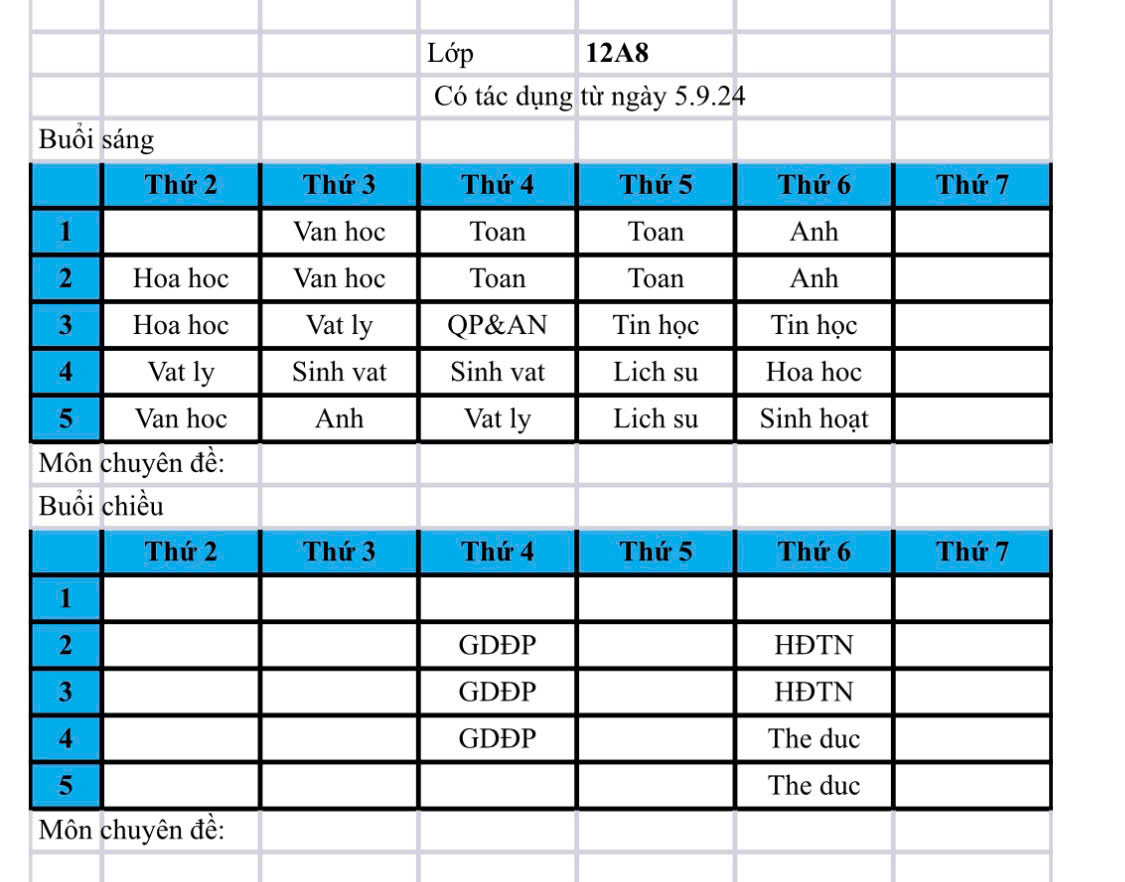 Lớp 12A8
Có tác dụng từ ngày 5.9.24
Buổi sáng
Thứ 2 Thứ 3 Thứ 4 Thứ 5 Thứ 6 Thứ 7
1 Van hoc Toan Toan Anh
2 Hoa hoc Van hoc Toan Toan Anh
3 Hoa hoc Vat ly QP&AN Tin học Tin học
4 Vat ly Sinh vat Sinh vat Lich su Hoa hoc
5 Van hoc Anh Vat ly Lich su Sinh hoạt
Môn chuyên đề:
Buổi chiều
Thứ 2 Thứ 3 Thứ 4 Thứ 5 Thứ 6 Thứ 7
1
2 GDĐP HĐTN
3 GDĐP HĐTN
4 GDĐP The duc
5 The duc
Môn chuyên đề: